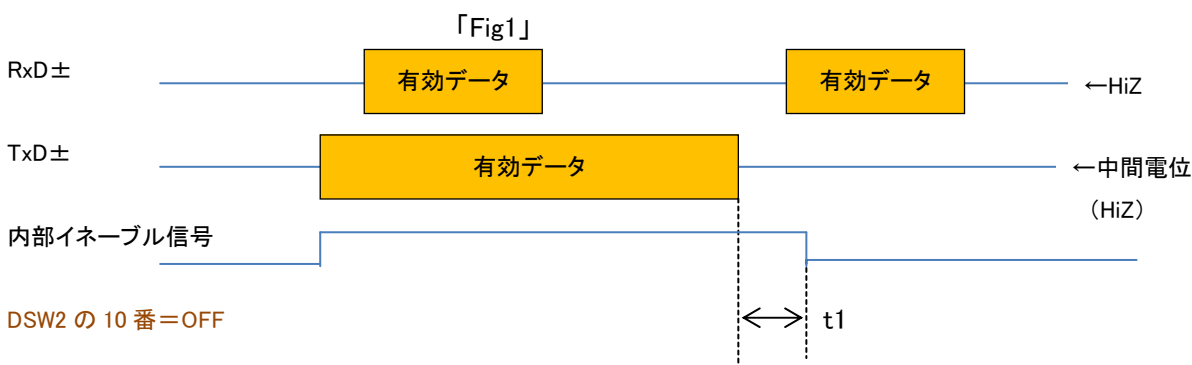 「Fig1」
RxD±
有効データ
有効データ
←HiZ
TxD±
有効データ
←中間電位
(HiZ)
内部イネーブル信号
DSW2 の 10 番=OFF
t1